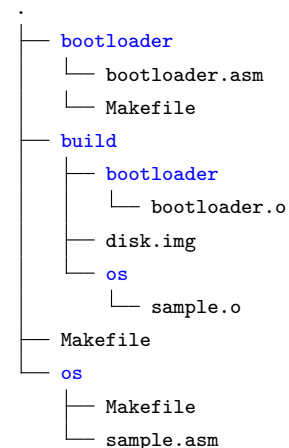 .
├── bootloader
│   └── bootloader.asm
│   └── Makefile
├── build
│   ├── bootloader
│   │   └── bootloader.o
│   ├── disk.img
│   └── os
│       └── sample.o
├── Makefile
└── os
    ├── Makefile
    └── sample.asm